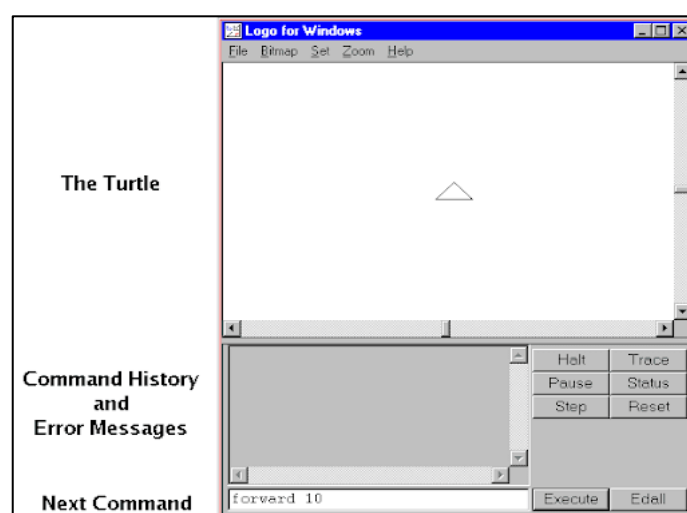 Logo for Windows
File Bitmap Set Zoom Help
The Turtle
Command History
and
Error Messages
Halt Trace
Pause Status
Step Reset
Next Command
forward 10
Execute Edall